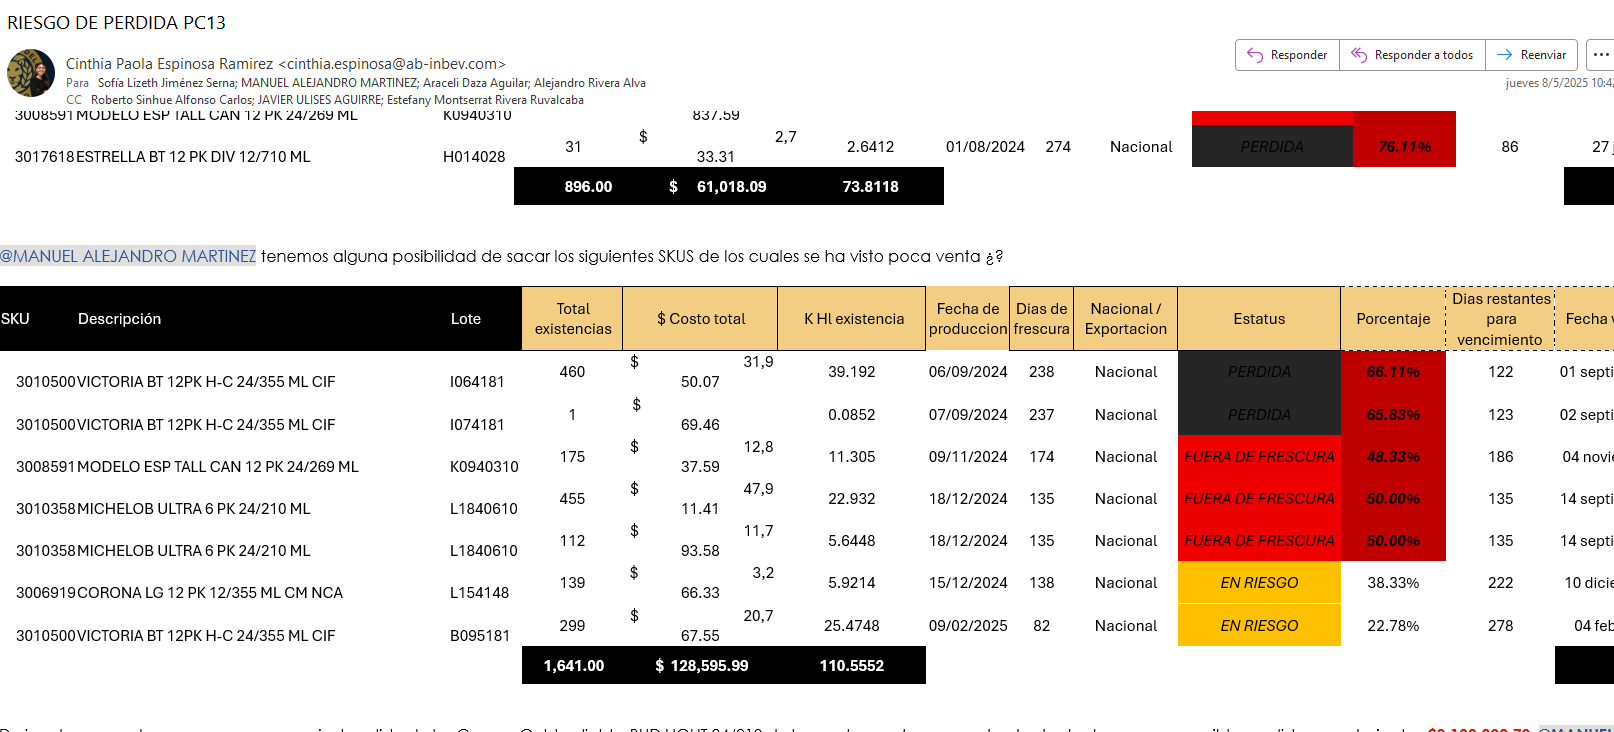 RIESGO DE PERDIDA PC13
Cinthia Paola Espinosa Ramirez <cinthia.espinosa@ab-inbev.com>
Responder
Responder a todos
Reenviar
Para Sofía Lizeth Jiménez Serna; MANUEL ALEJANDRO MARTINEZ; Araceli Daza Aguilar; Alejandro Rivera Alva
jueves 8/5/2025 10:42
CC Roberto Sinhue Alfonso Carlos; JAVIER ULISES AGUIRRE; Estefany Montserrat Rivera Ruvalcaba
3008591 MODELO ESP TALL CAN 12 PK 24/269 ML K0940310 837.59
3017618 ESTRELLA BT 12 PK DIV 12/710 ML H014028 31 $ 2,7 33.31 2.6412 01/08/2024 274 Nacional PERDIDA 76.11% 86 27 j
896.00 $ 61,018.09 73.8118
@MANUEL ALEJANDRO MARTINEZ tenemos alguna posibilidad de sacar los siguientes SKUS de los cuales se ha visto poca venta ¿?
SKU Descripción Lote Total existencias $ Costo total K Hl existencia Fecha de produccion Dias de frescura Nacional / Exportacion Estatus Porcentaje Dias restantes para vencimiento Fecha v
3010500 VICTORIA BT 12PK H-C 24/355 ML CIF I064181 460 $ 31,9 50.07 39.192 06/09/2024 238 Nacional PERDIDA 66.11% 122 01 septi
3010500 VICTORIA BT 12PK H-C 24/355 ML CIF I074181 1 $ 69.46 0.0852 07/09/2024 237 Nacional PERDIDA 65.83% 123 02 septi
3008591 MODELO ESP TALL CAN 12 PK 24/269 ML K0940310 175 $ 12,8 37.59 11.305 09/11/2024 174 Nacional FUERA DE FRESCURA 48.33% 186 04 novie
3010358 MICHELOB ULTRA 6 PK 24/210 ML L1840610 455 $ 47,9 11.41 22.932 18/12/2024 135 Nacional FUERA DE FRESCURA 50.00% 135 14 septi
3010358 MICHELOB ULTRA 6 PK 24/210 ML L1840610 112 $ 11,7 93.58 5.6448 18/12/2024 135 Nacional FUERA DE FRESCURA 50.00% 135 14 septi
3006919 CORONA LG 12 PK 12/355 ML CM NCA L154148 139 $ 3,2 66.33 5.9214 15/12/2024 138 Nacional EN RIESGO 38.33% 222 10 dicie
3010500 VICTORIA BT 12PK H-C 24/355 ML CIF B095181 299 $ 20,7 67.55 25.4748 09/02/2025 82 Nacional EN RIESGO 22.78% 278 04 feb
1,641.00 $ 128,595.99 110.5552